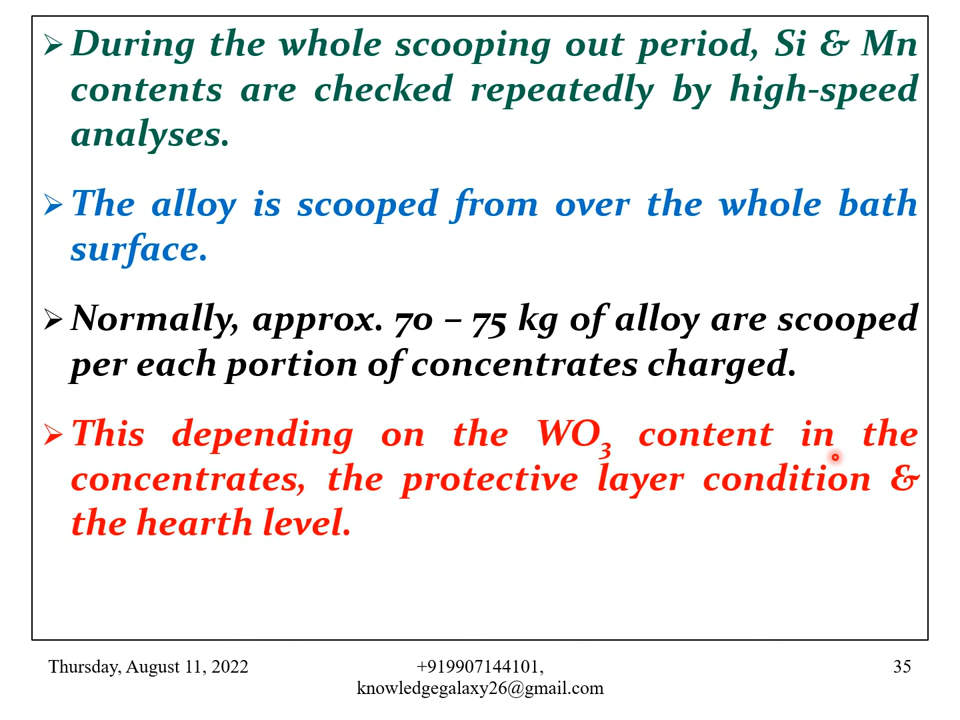 ➢ During the whole scooping out period, Si & Mn
contents are checked repeatedly by high-speed
analyses.
➢ The alloy is scooped from over the whole bath
surface.
➢ Normally, approx. 70 – 75 kg of alloy are scooped
per each portion of concentrates charged.
➢ This depending on the WO₃ content in the
concentrates, the protective layer condition &
the hearth level.
Thursday, August 11, 2022
+919907144101,
knowledgegalaxy26@gmail.com
35